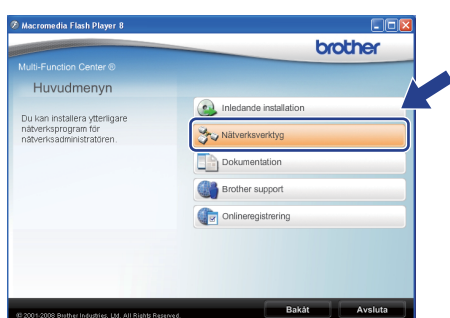 Macromedia Flash Player 8
brother
Multi-Function Center ®
Huvudmenyn
Du kan installera ytterligare
nätverksprogram för
nätverksadministratören.
Inledande installation
Nätverksverktyg
Dokumentation
Brother support
Onlineregistrering
© 2001-2008 Brother Industries, Ltd. All Rights Reserved.
Bakåt
Avsluta